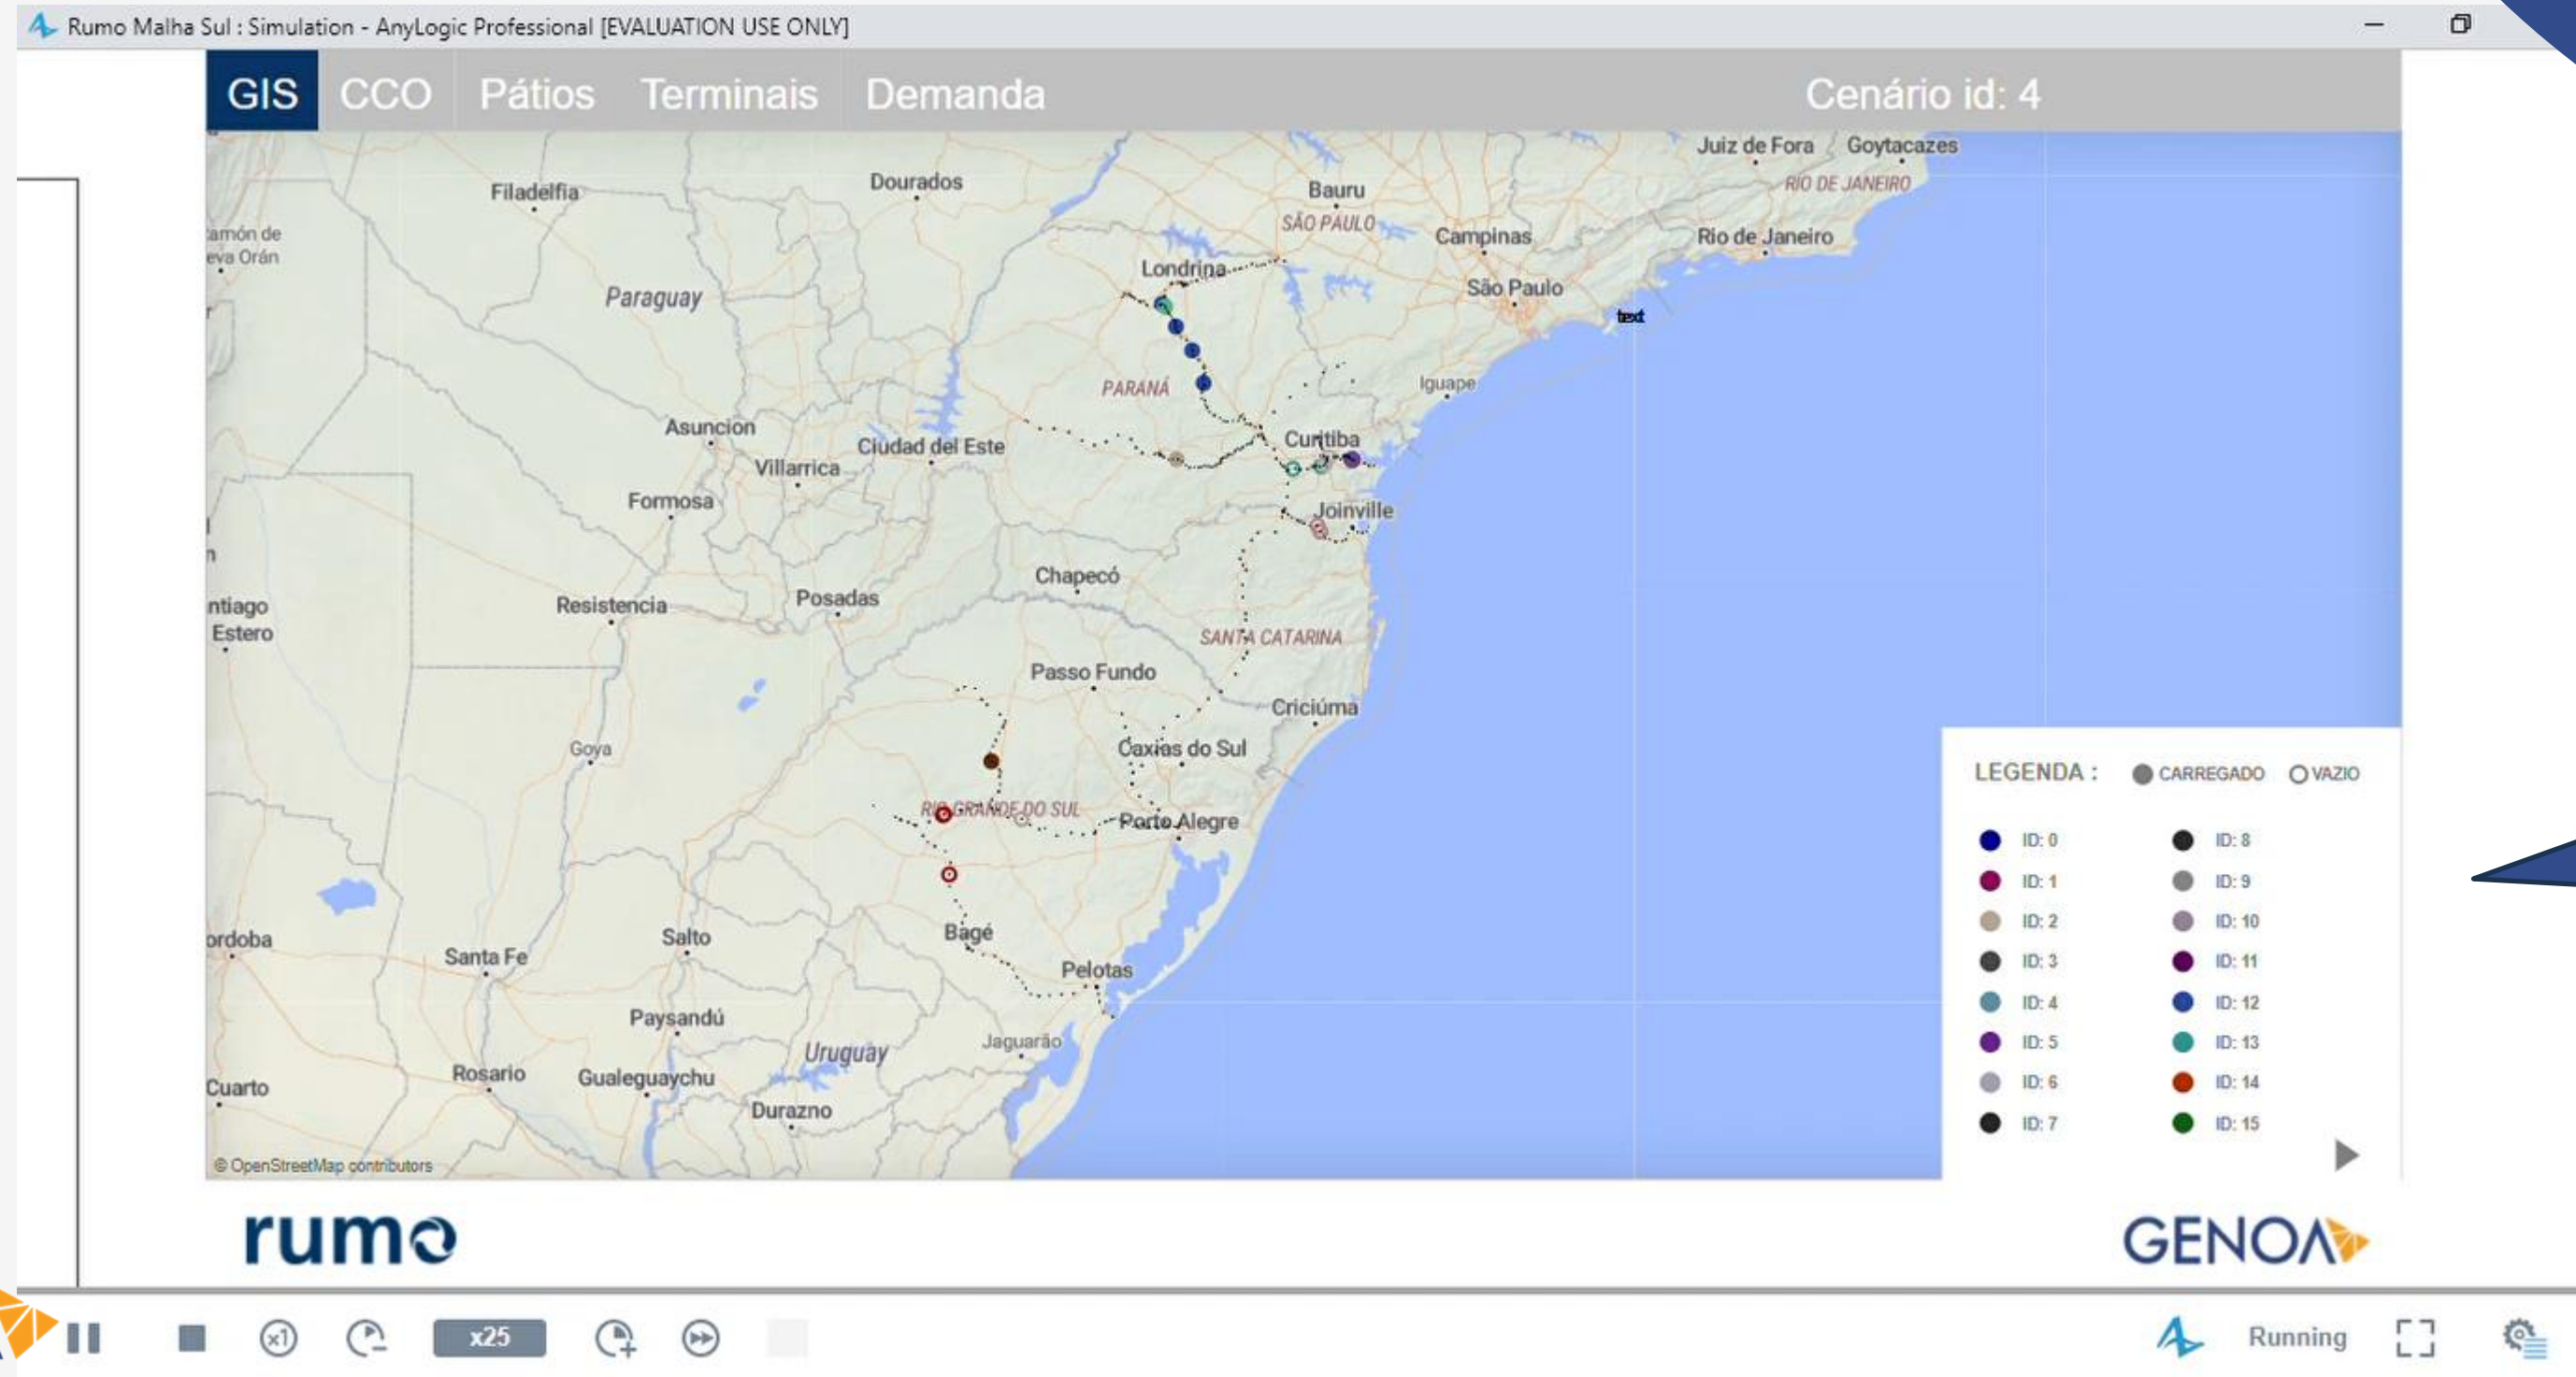 Rumo Malha Sul : Simulation - AnyLogic Professional [EVALUATION USE ONLY]
GIS CCO Pátios Terminais Demanda Cenário id: 4
Juiz de Fora Goytacazes
Filadelfia Dourados Bauru RIO DE JANEIRO
SÃO PAULO
Campinas Rio de Janeiro
eva Orán
Londrina
Paraguay São Paulo
text
PARANÁ Iguape
Asuncion Curitiba
Ciudad del Este
Villarrica
Formosa Joinville
Chapecó
Resistencia Posadas
ntiago
Estero
SANTA CATARINA
Passo Fundo
Criciúma
Goya Caxias do Sul
RIO GRANDE DO SUL Porto Alegre
ordoba Santa Fe Salto Bagé
Pelotas
Paysandú
Uruguay Jaguarão
Cuarto Rosario Gualeguaychu
Durazno
© OpenStreetMap contributors
LEGENDA : CARREGADO VAZIO
ID: 0 ID: 8
ID: 1 ID: 9
ID: 2 ID: 10
ID: 3 ID: 11
ID: 4 ID: 12
ID: 5 ID: 13
ID: 6 ID: 14
ID: 7 ID: 15
rumo GENOA
x1 x25 Running